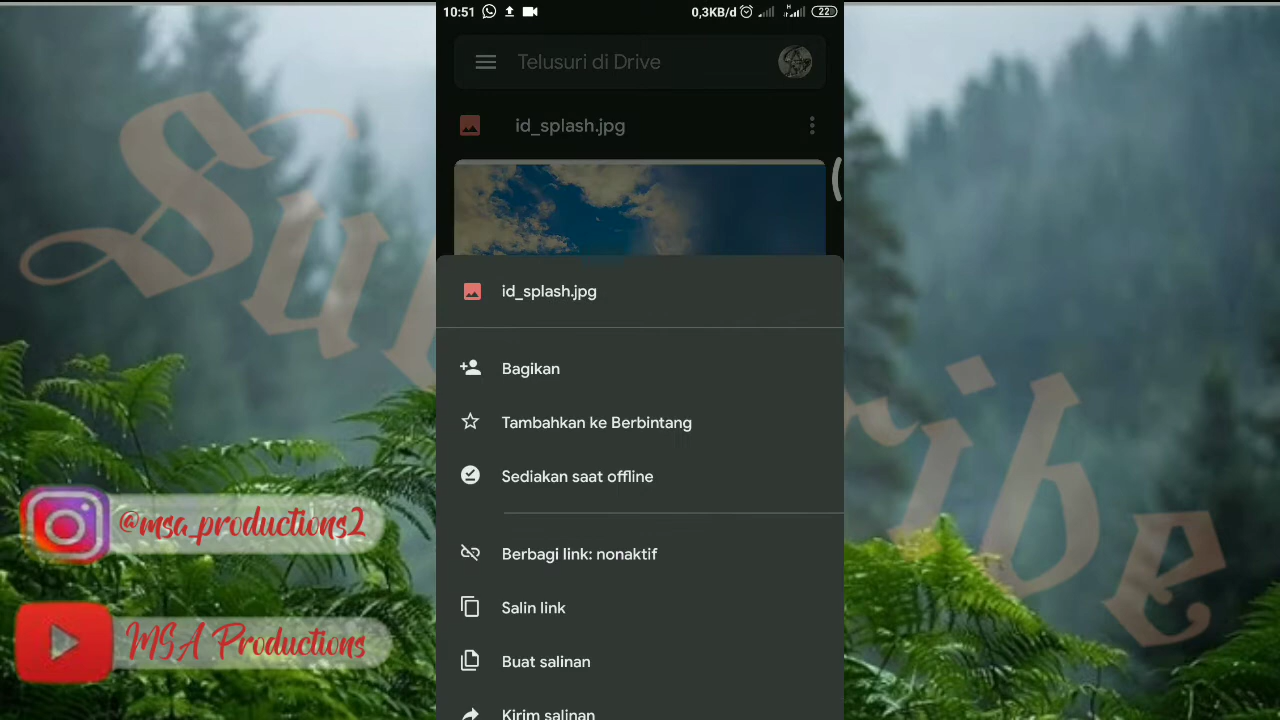 10:51
0,3KB/d
H
22
Telusuri di Drive
id_splash.jpg
id_splash.jpg
Bagikan
Tambahkan ke Berbintang
Sediakan saat offline
Berbagi link: nonaktif
Salin link
Buat salinan
Kirim salinan
@msa_productions2
MSA Productions